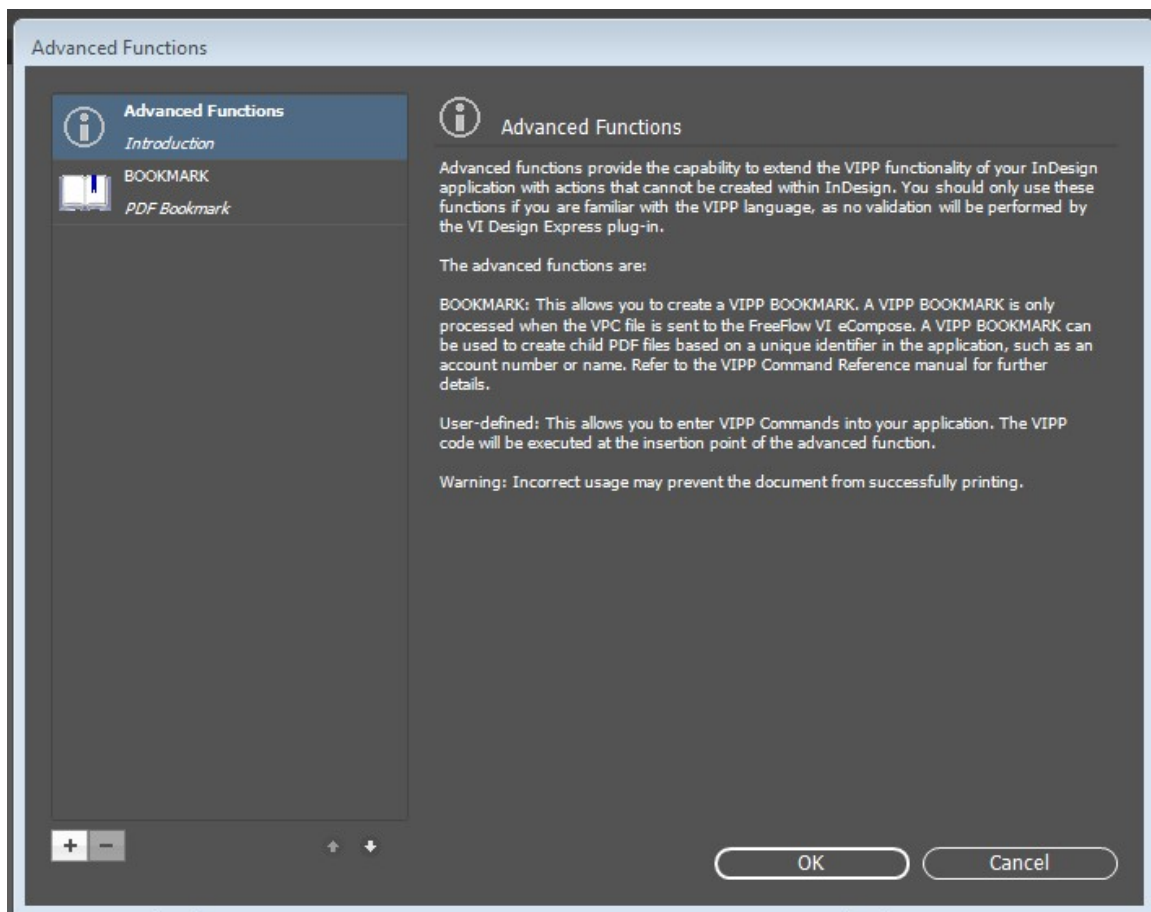 Advanced Functions
Advanced Functions
Introduction
BOOKMARK
PDF Bookmark
Advanced Functions
Advanced functions provide the capability to extend the VIPP functionality of your InDesign
application with actions that cannot be created within InDesign. You should only use these
functions if you are familiar with the VIPP language, as no validation will be performed by
the VI Design Express plug-in.
The advanced functions are:
BOOKMARK: This allows you to create a VIPP BOOKMARK. A VIPP BOOKMARK is only
processed when the VPC file is sent to the FreeFlow VI eCompose. A VIPP BOOKMARK can
be used to create child PDF files based on a unique identifier in the application, such as an
account number or name. Refer to the VIPP Command Reference manual for further
details.
User-defined: This allows you to enter VIPP Commands into your application. The VIPP
code will be executed at the insertion point of the advanced function.
Warning: Incorrect usage may prevent the document from successfully printing.
OK
Cancel